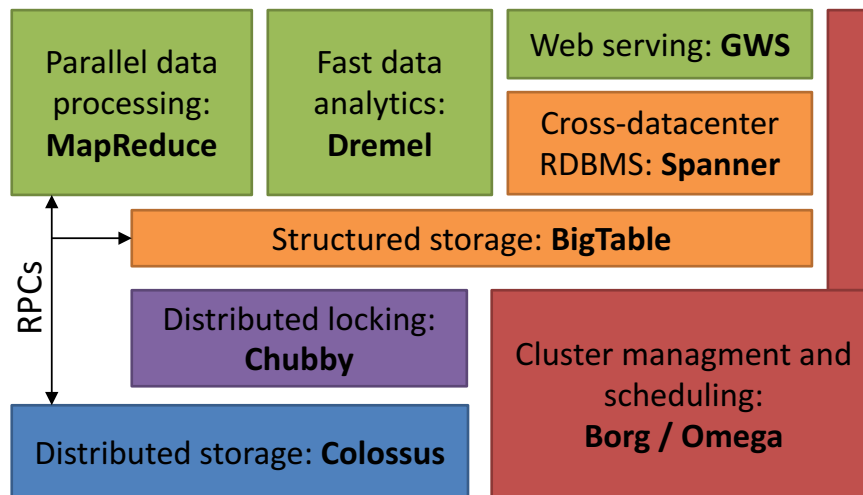 Parallel data
processing:
MapReduce
Fast data
analytics:
Dremel
Web serving: GWS
Cross-datacenter
RDBMS: Spanner
Structured storage: BigTable
RPCs
Distributed locking:
Chubby
Cluster managment and
scheduling:
Borg / Omega
Distributed storage: Colossus